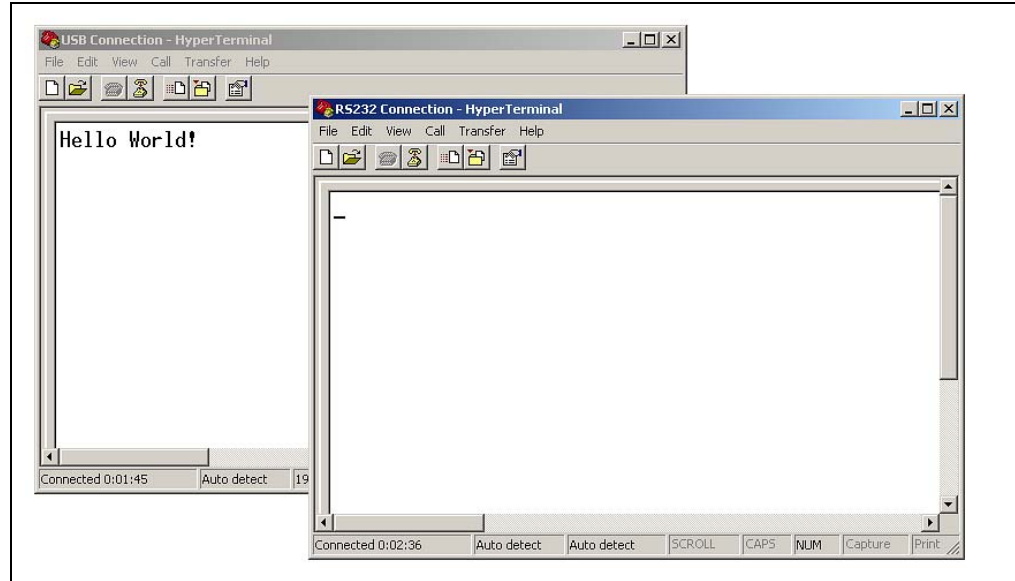 USB Connection - HyperTerminal
File Edit View Call Transfer Help
Hello World!
Connected 0:01:45 Auto detect 19
RS232 Connection - HyperTerminal
File Edit View Call Transfer Help
_
Connected 0:02:36 Auto detect Auto detect SCROLL CAPS NUM Capture Print